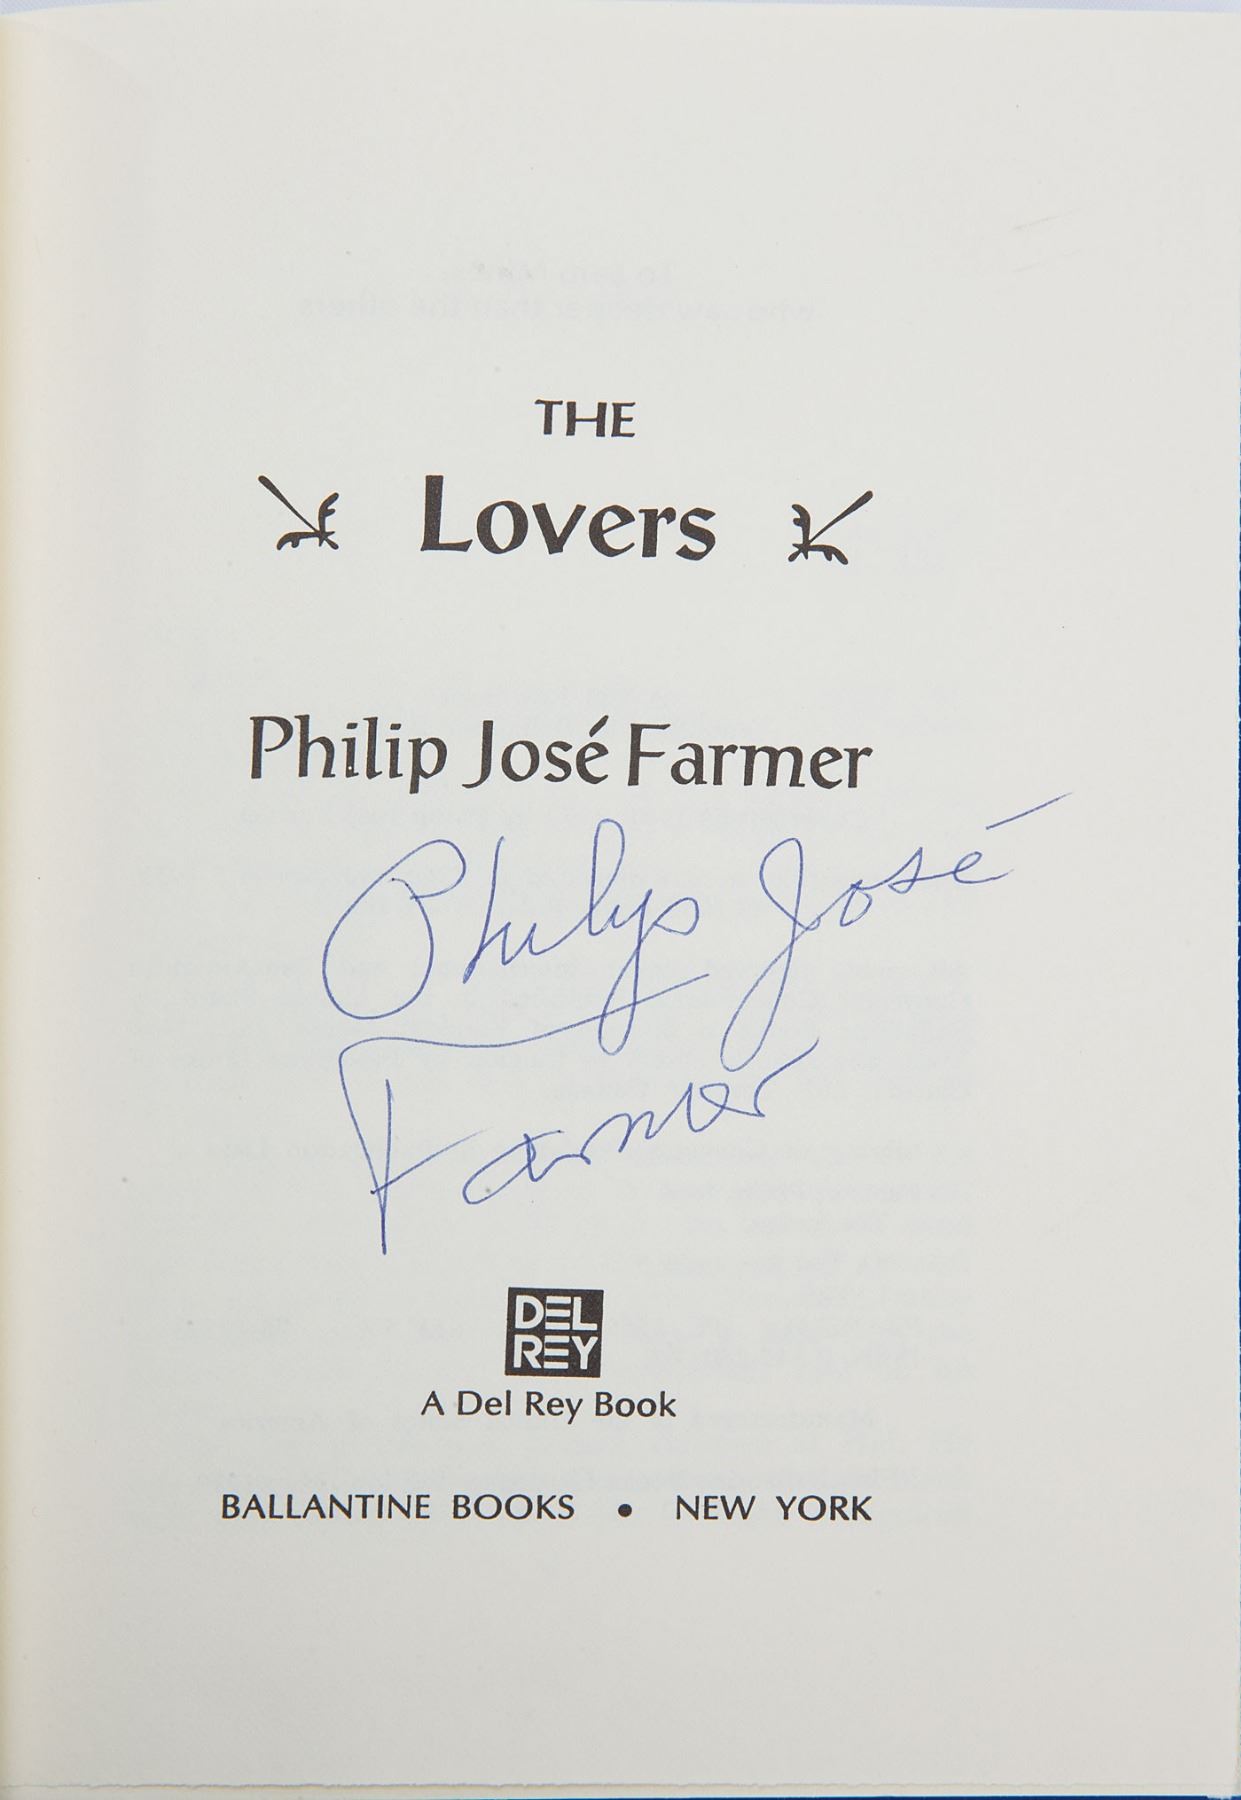 THE
Lovers
Philip José Farmer
Philip José
Farmer
DEL
REY
A Del Rey Book
BALLANTINE BOOKS • NEW YORK